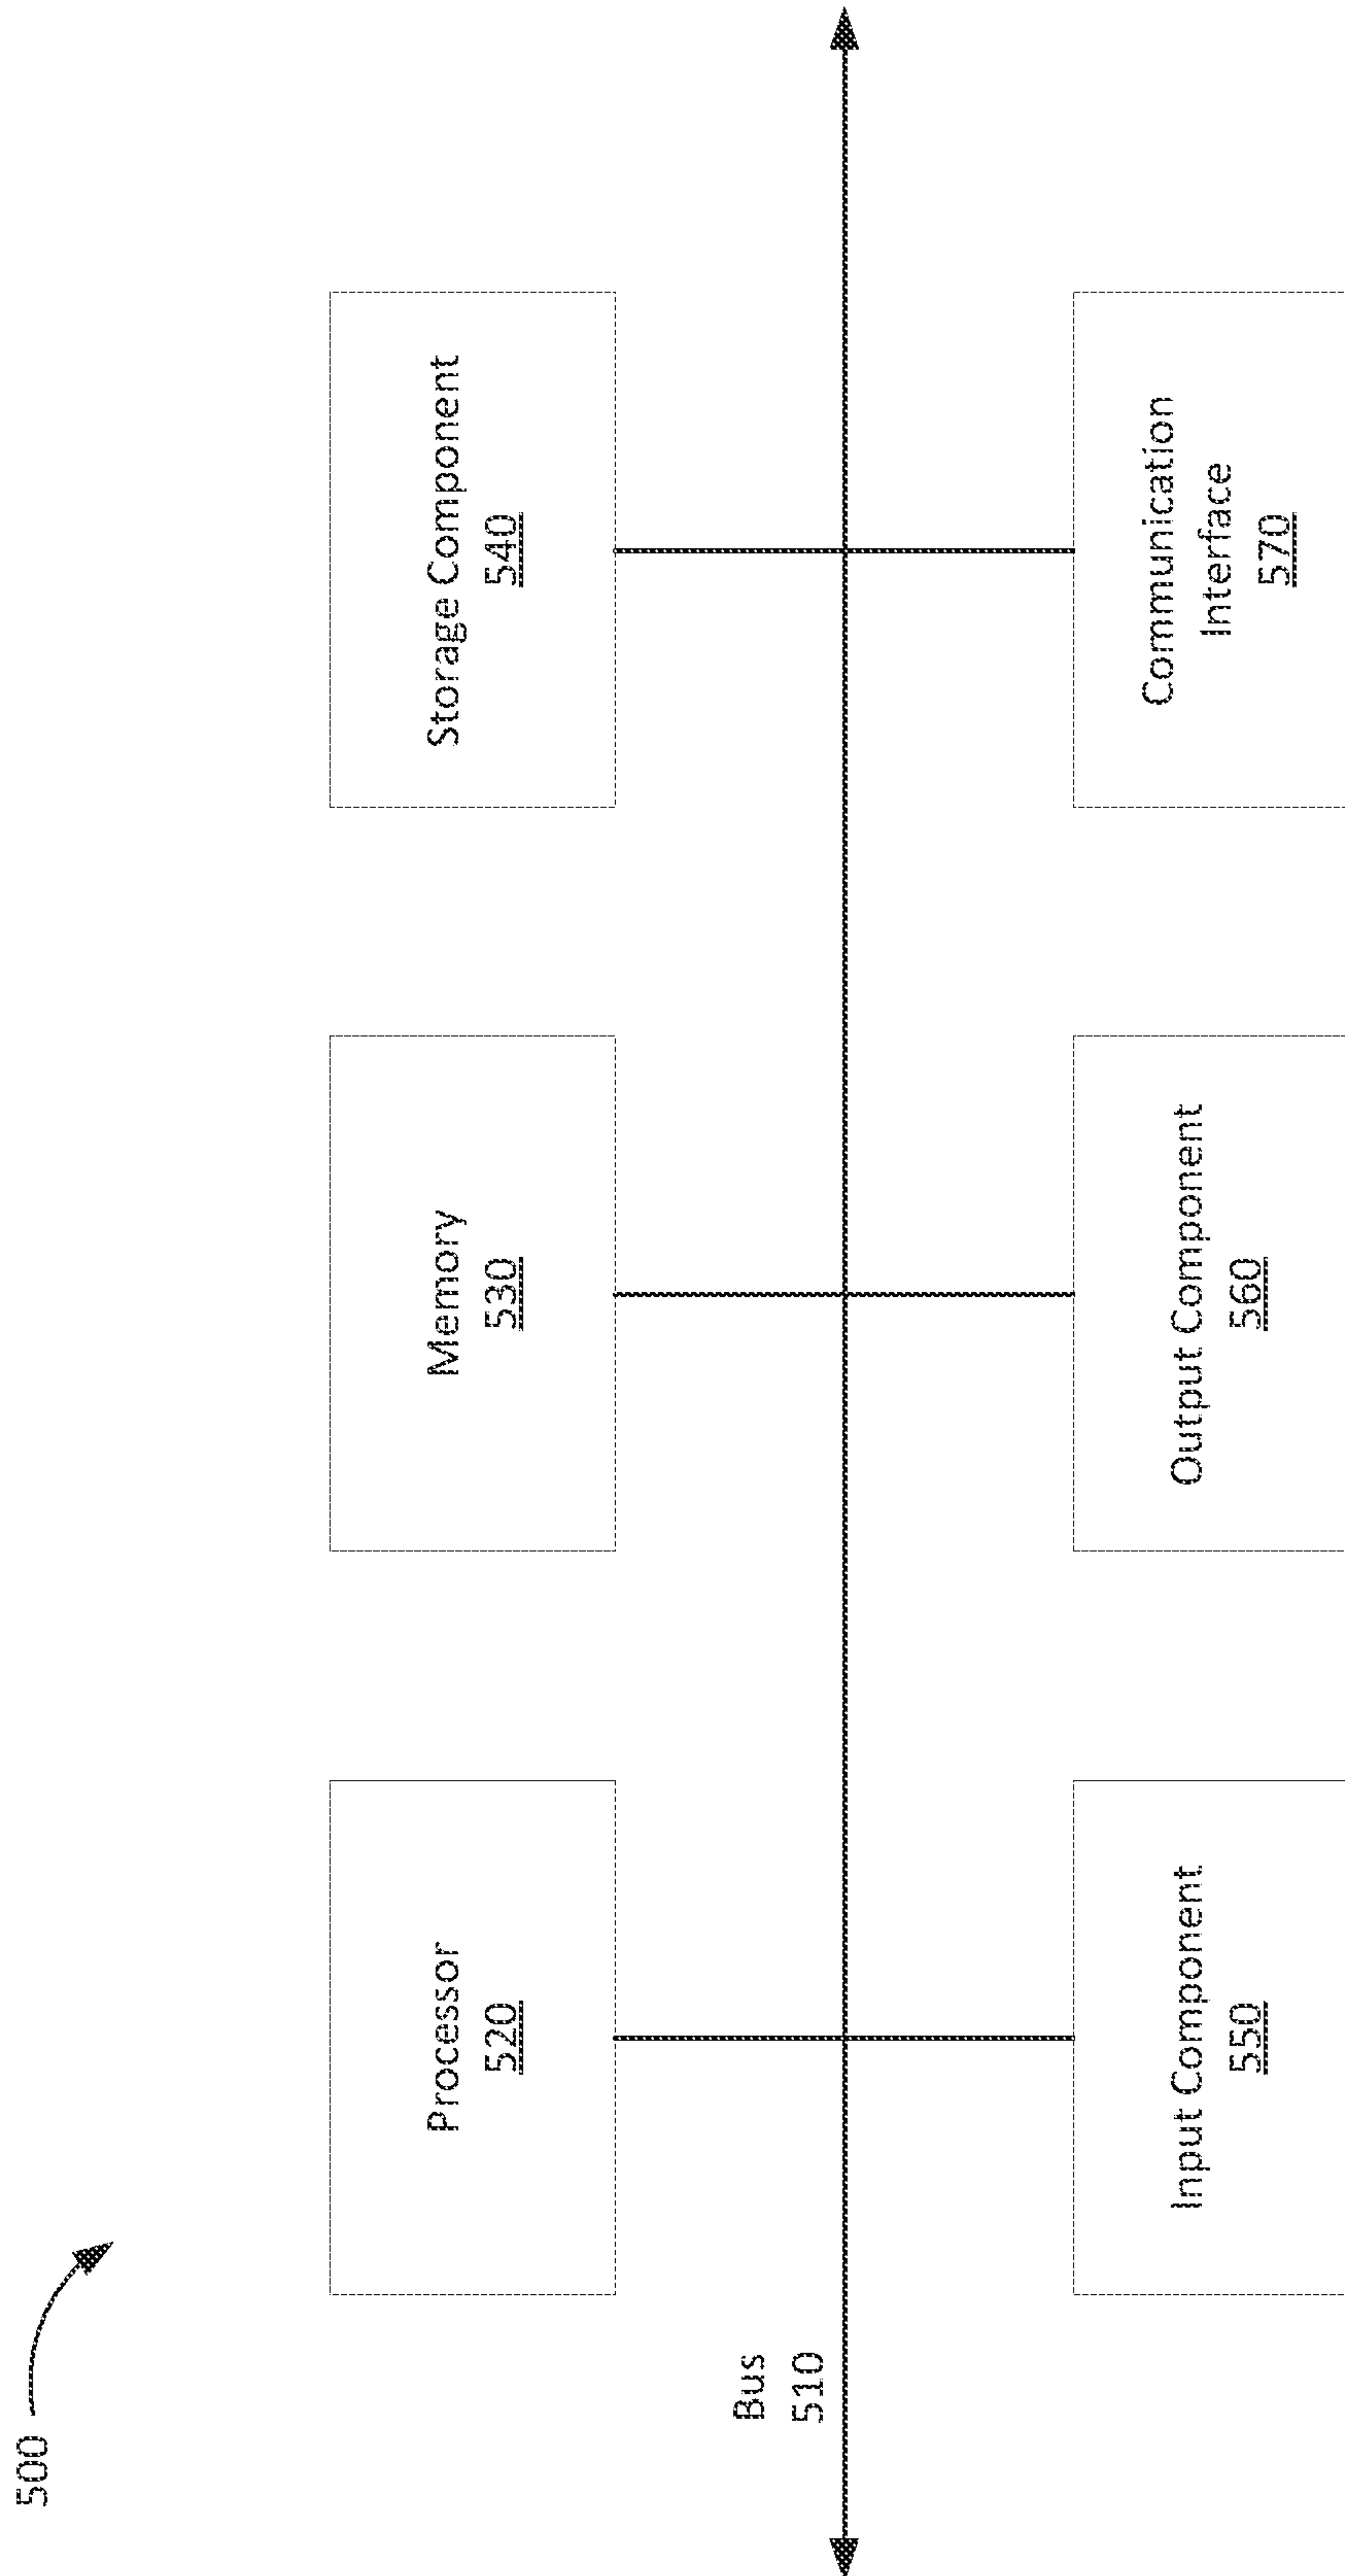 500
Processor
520
Memory
530
Storage Component
540
Bus
510
Input Component
550
Output Component
560
Communication
Interface
570